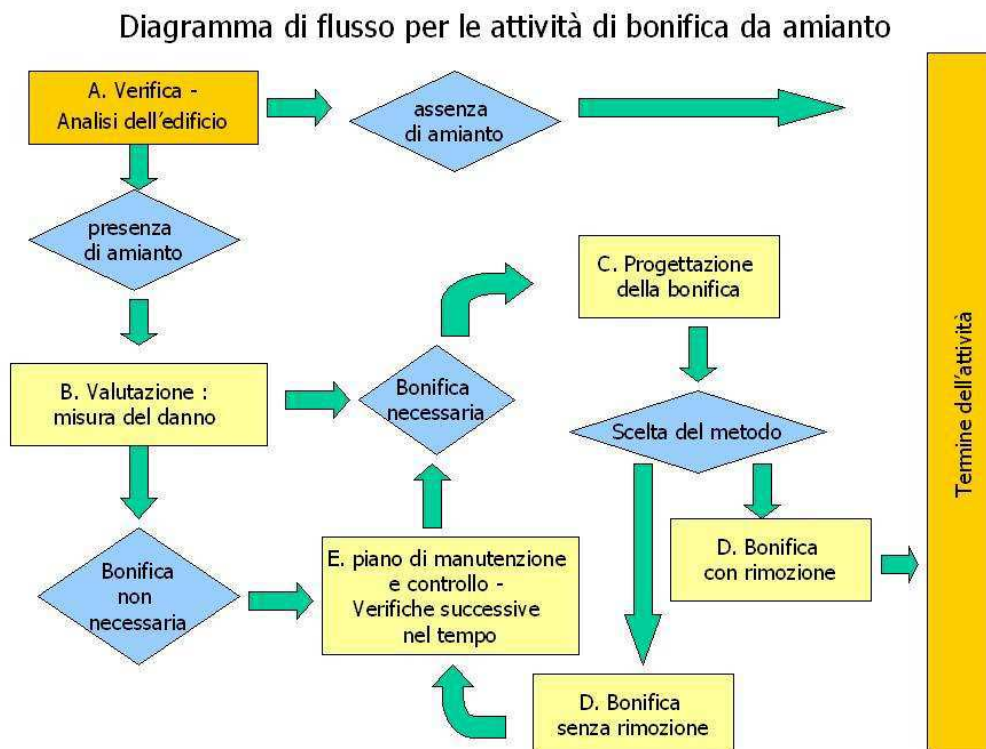 Diagramma di flusso per le attività di bonifica da amianto
A. Verifica -
Analisi dell'edificio
assenza
di amianto
presenza
di amianto
C. Progettazione
della bonifica
B. Valutazione :
misura del danno
Bonifica
necessaria
Scelta del metodo
Bonifica
non
necessaria
E. piano di manutenzione
e controllo -
Verifiche successive
nel tempo
D. Bonifica
con rimozione
D. Bonifica
senza rimozione
Termine dell'attività